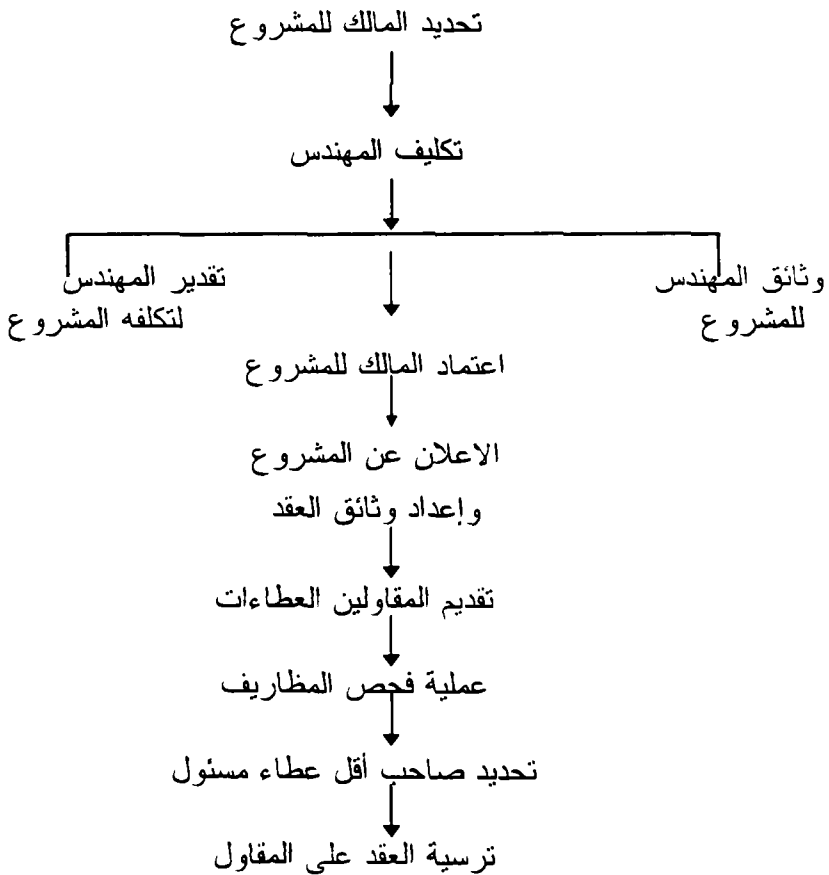 تحديد المالك للمشروع
تكليف المهندس
وثائق المهندس
للمشروع
تقدير المهندس
لتكلفه المشروع
اعتماد المالك للمشروع
الاعلان عن المشروع
وإعداد وثائق العقد
تقديم المقاولين العطاءات
عملية فحص المظاريف
تحديد صاحب أقل عطاء مسئول
ترسية العقد على المقاول